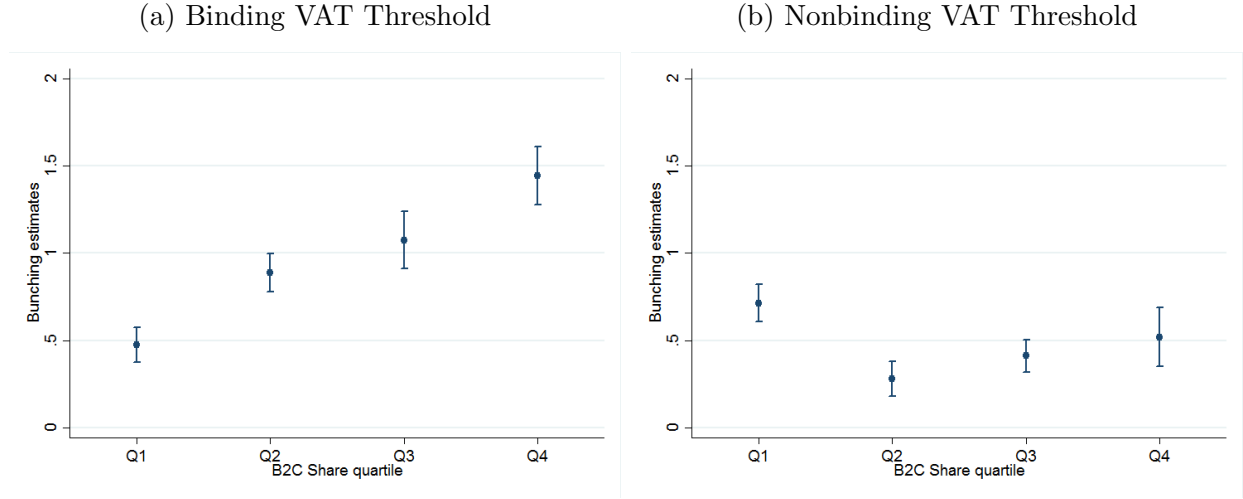 (a) Binding VAT Threshold
2
1.5
1
.5
0
Bunching estimates
Q1 Q2 Q3 Q4
B2C Share quartile
(b) Nonbinding VAT Threshold
2
1.5
1
.5
0
Bunching estimates
Q1 Q2 Q3 Q4
B2C Share quartile